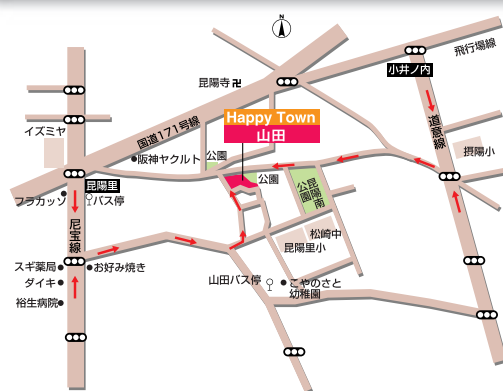 N
飛行場線
小井ノ内
昆陽寺卍
道意線
国道171号線
Happy Town
山田
イズミヤ
阪神ヤクルト
公園
摂陽小
昆陽里
公園
昆陽南
公園
フラカッソ
バス停
尼宝線
松崎中
昆陽里小
スギ薬局
お好み焼き
ダイキ
山田バス停
こやのさと
幼稚園
裕生病院